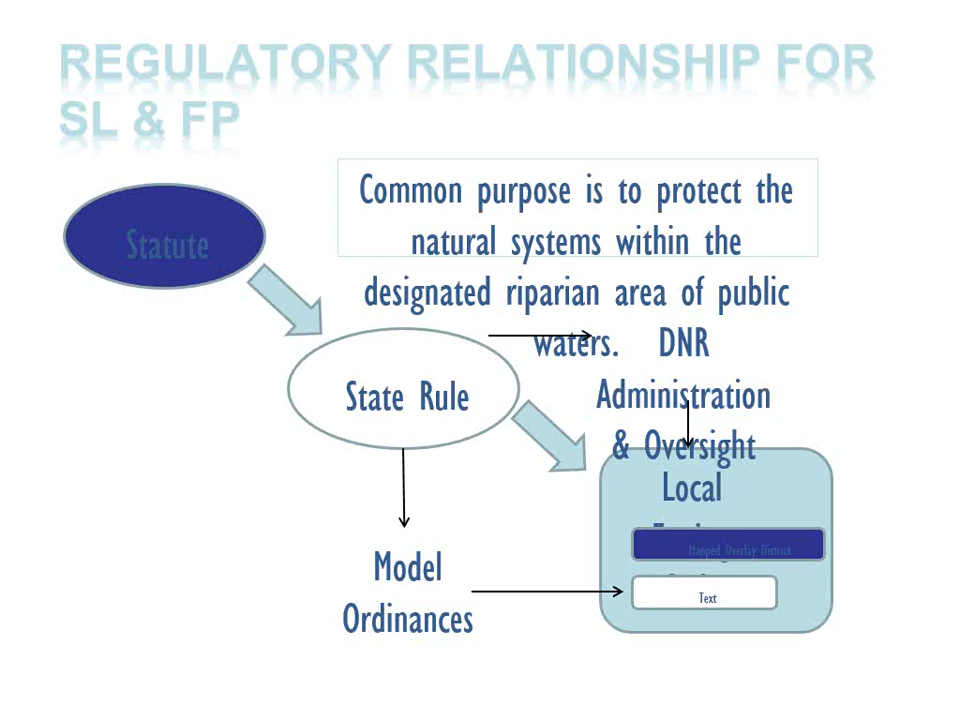 REGULATORY RELATIONSHIP FOR
SL & FP
Common purpose is to protect the
natural systems within the
designated riparian area of public
waters.
Statute
State Rule
DNR
Administration
& Oversight
Local
Mapped Overlay District
Text
Model
Ordinances